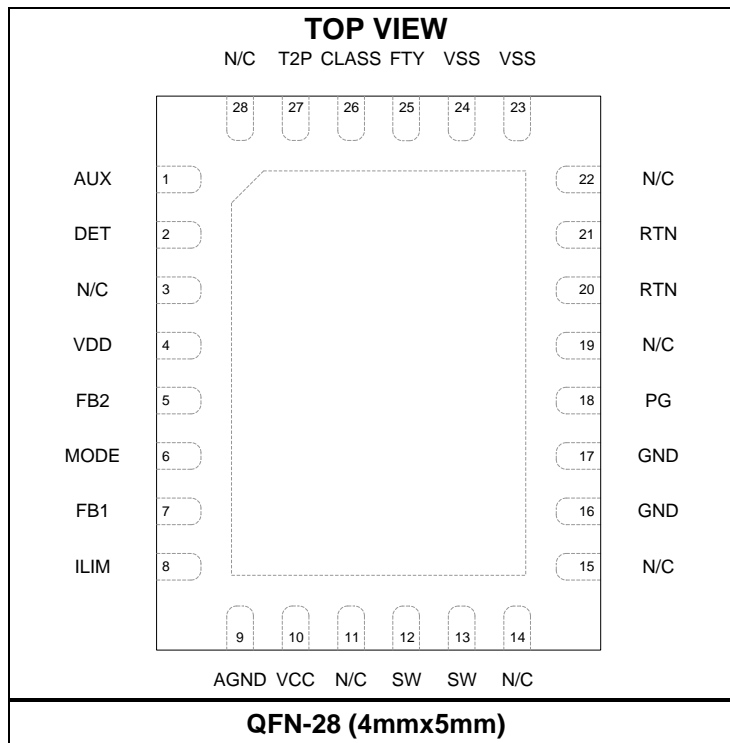 TOP VIEW
N/C T2P CLASS FTY VSS VSS
28 27 26 25 24 23
AUX 1 22 N/C
DET 2 21 RTN
N/C 3 20 RTN
VDD 4 19 N/C
FB2 5 18 PG
MODE 6 17 GND
FB1 7 16 GND
ILIM 8 15 N/C
9 10 11 12 13 14
AGND VCC N/C SW SW N/C
QFN-28 (4mmx5mm)